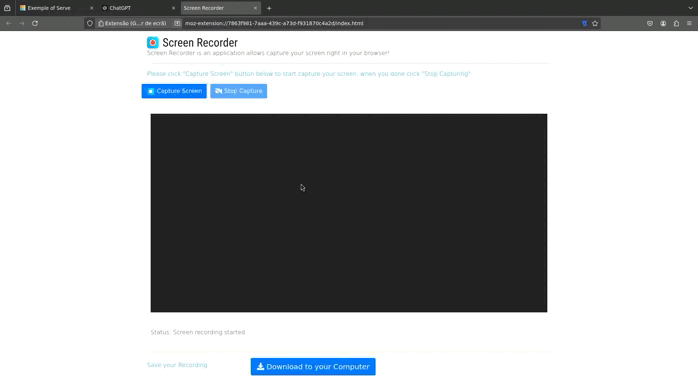 Exemple of Serve
ChatGPT
Screen Recorder
Extensão (G...r de ecrã)
moz-extension://7863f981-7aaa-439c-a73d-f931870c4a2d/index.html
Screen Recorder
Screen Recorder is an application allows capture your screen right in your browser!
Please click "Capture Screen" button below to start capture your screen, when you done click "Stop Capturing"
Capture Screen
Stop Capture
Status: Screen recording started
Save your Recording
Download to your Computer